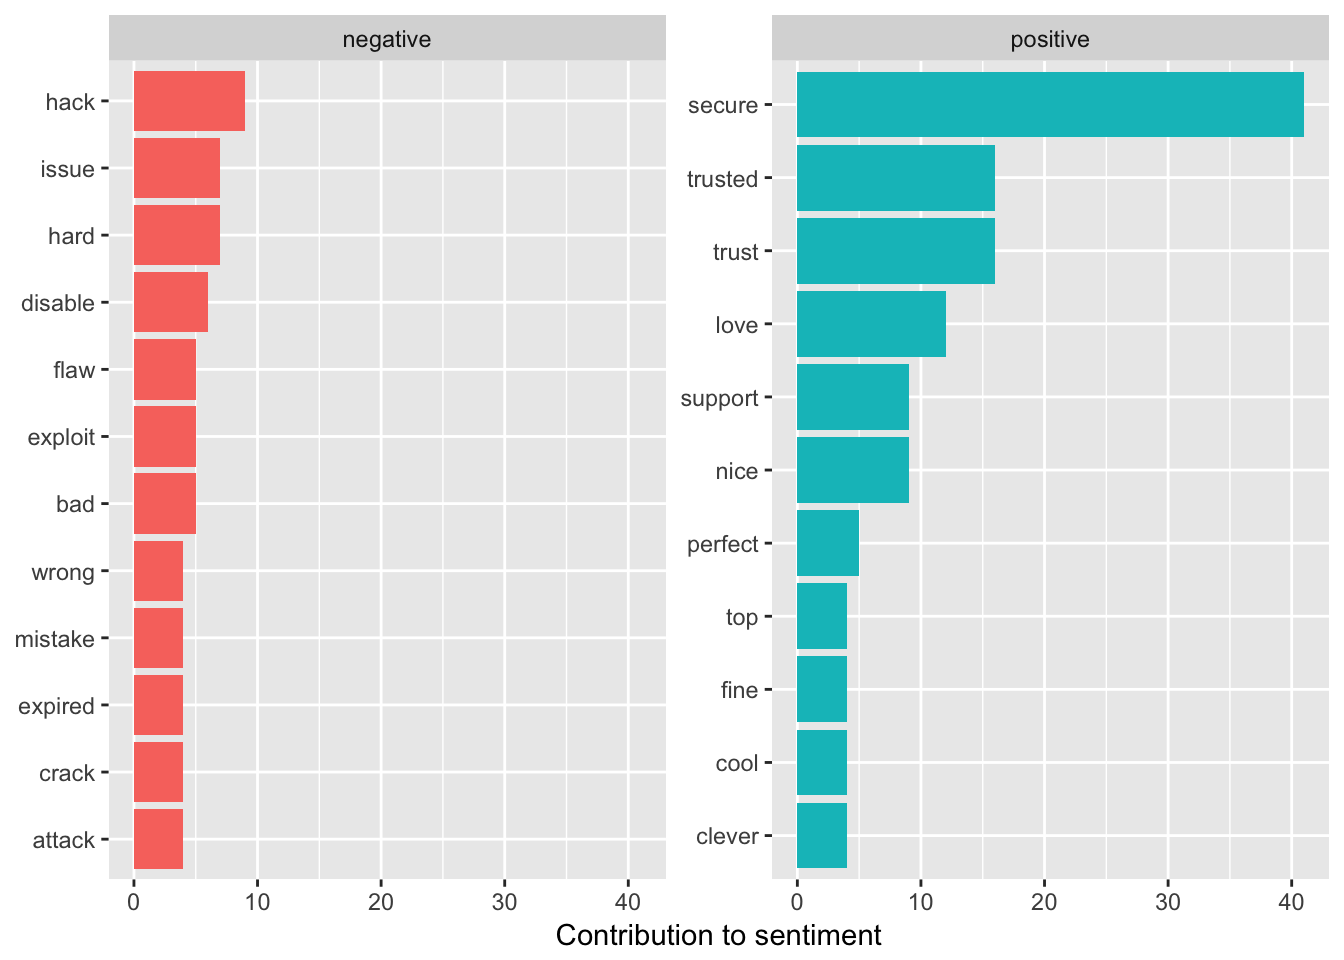 negative
hack
issue
hard
disable
flaw
exploit
bad
wrong
mistake
expired
crack
attack
0 10 20 30 40
positive
secure
trusted
trust
love
support
nice
perfect
top
fine
cool
clever
0 10 20 30 40
Contribution to sentiment